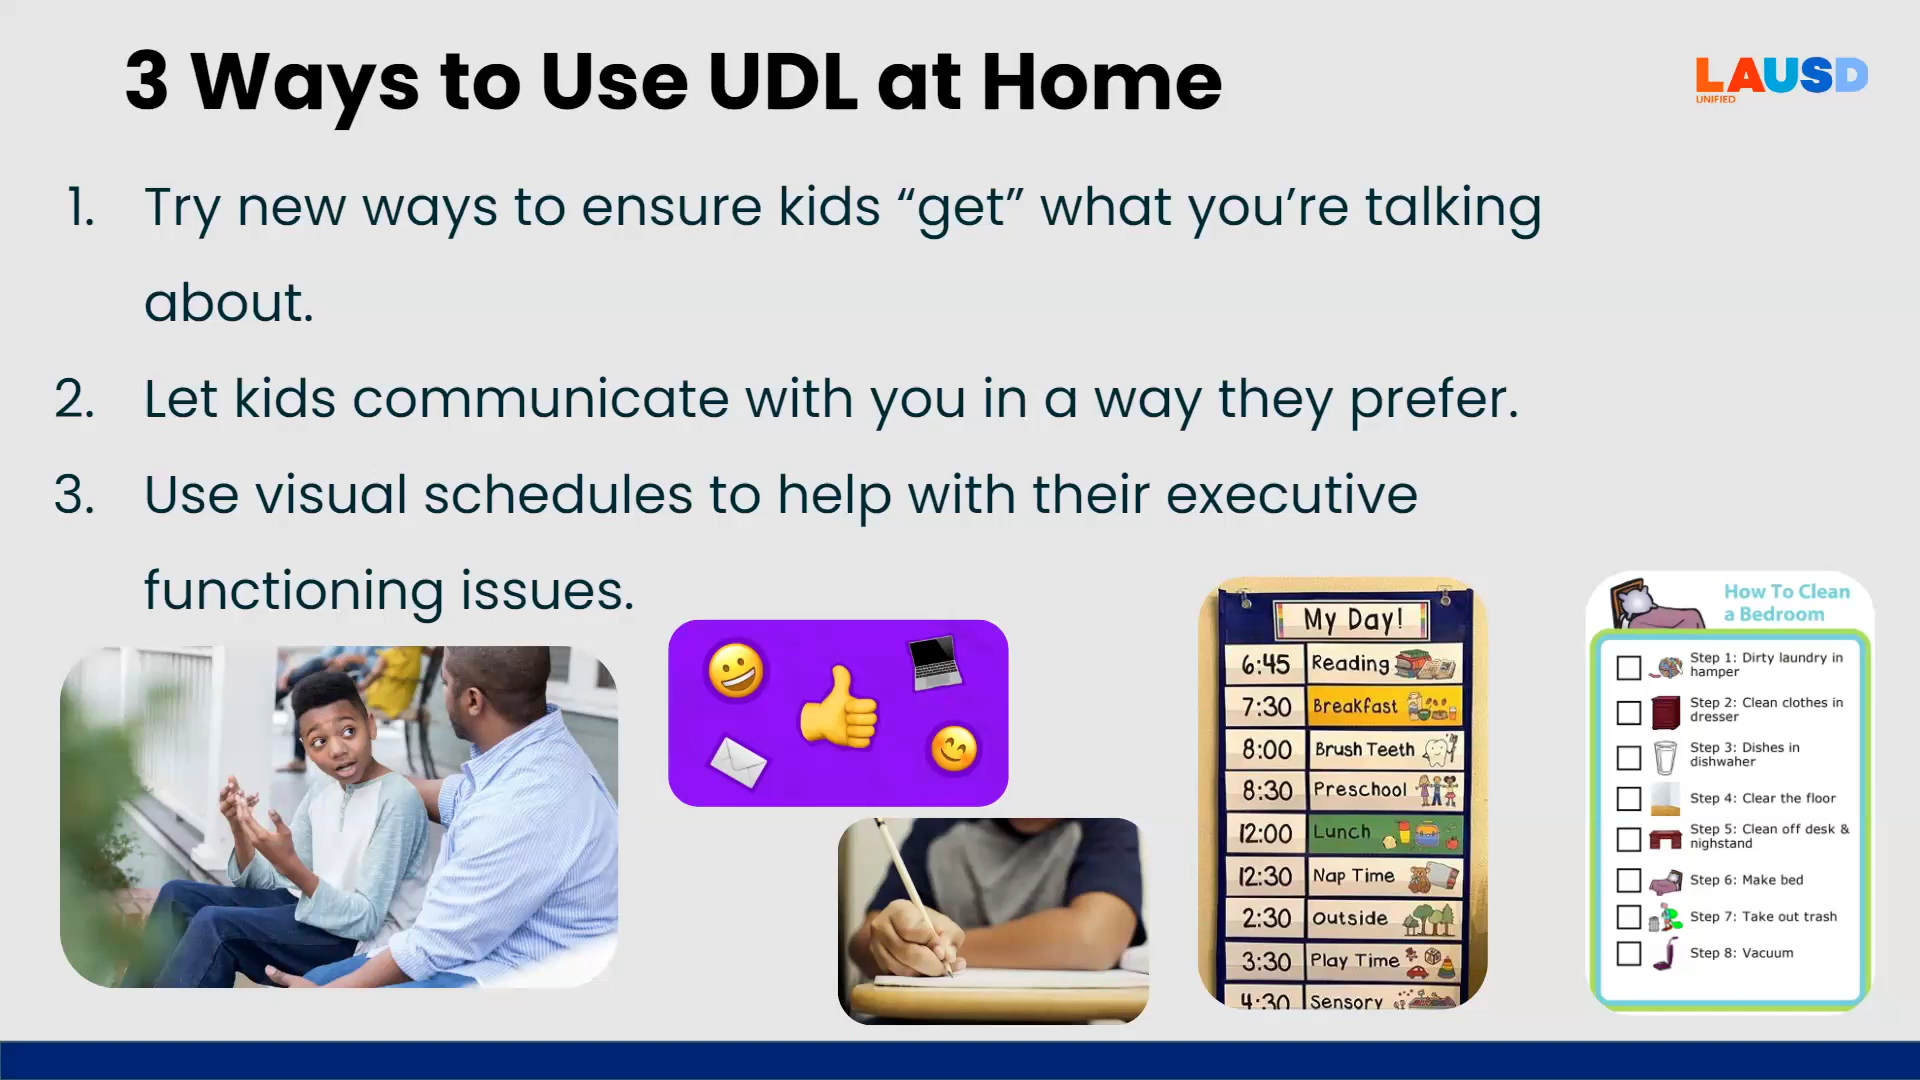 3 Ways to Use UDL at Home
LAUSD
UNIFIED
1. Try new ways to ensure kids “get” what you’re talking
about.
2. Let kids communicate with you in a way they prefer.
3. Use visual schedules to help with their executive
functioning issues.
My Day!
6:45 Reading
7:30 Breakfast
8:00 Brush Teeth
8:30 Preschool
12:00 Lunch
12:30 Nap Time
2:30 Outside
3:30 Play Time
4:30 Sensory
How To Clean
a Bedroom
Step 1: Dirty laundry in
hamper
Step 2: Clean clothes in
dresser
Step 3: Dishes in
dishwaher
Step 4: Clear the floor
Step 5: Clean off desk &
nighstand
Step 6: Make bed
Step 7: Take out trash
Step 8: Vacuum